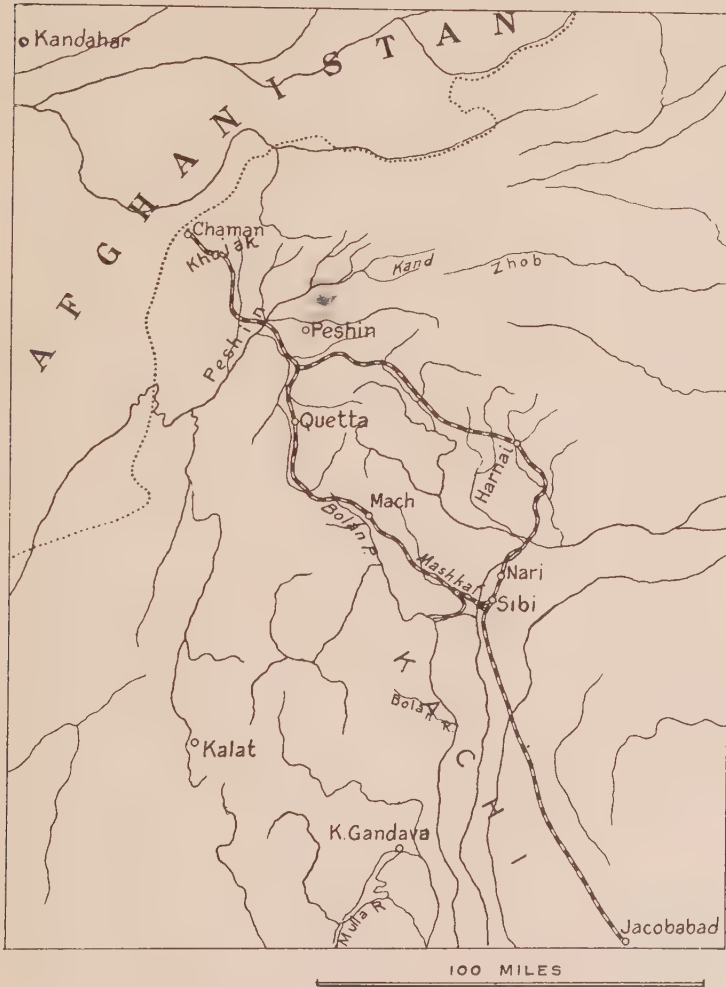 Kandahar
AFGHANISTAN
Chaman
Khojak
Kand
Zhob
Peshin
Peshin
Quetta
Harnai
Mach
Bolan P.
Mashkaf
Nari
Sibi
KACHI
Bolan R.
Kalat
K. Gandava
Mulla R.
Jacobabad
100 MILES